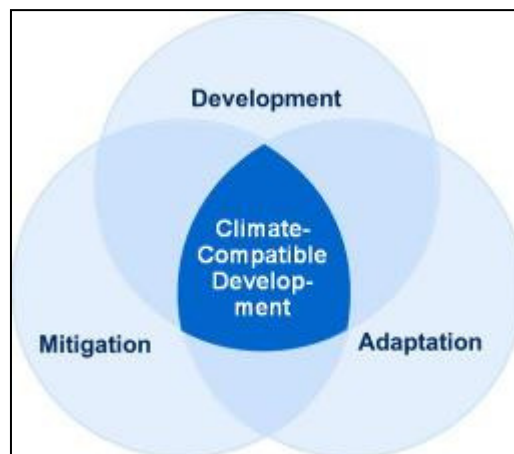 Development
Climate-
Compatible
Develop-
ment
Mitigation
Adaptation